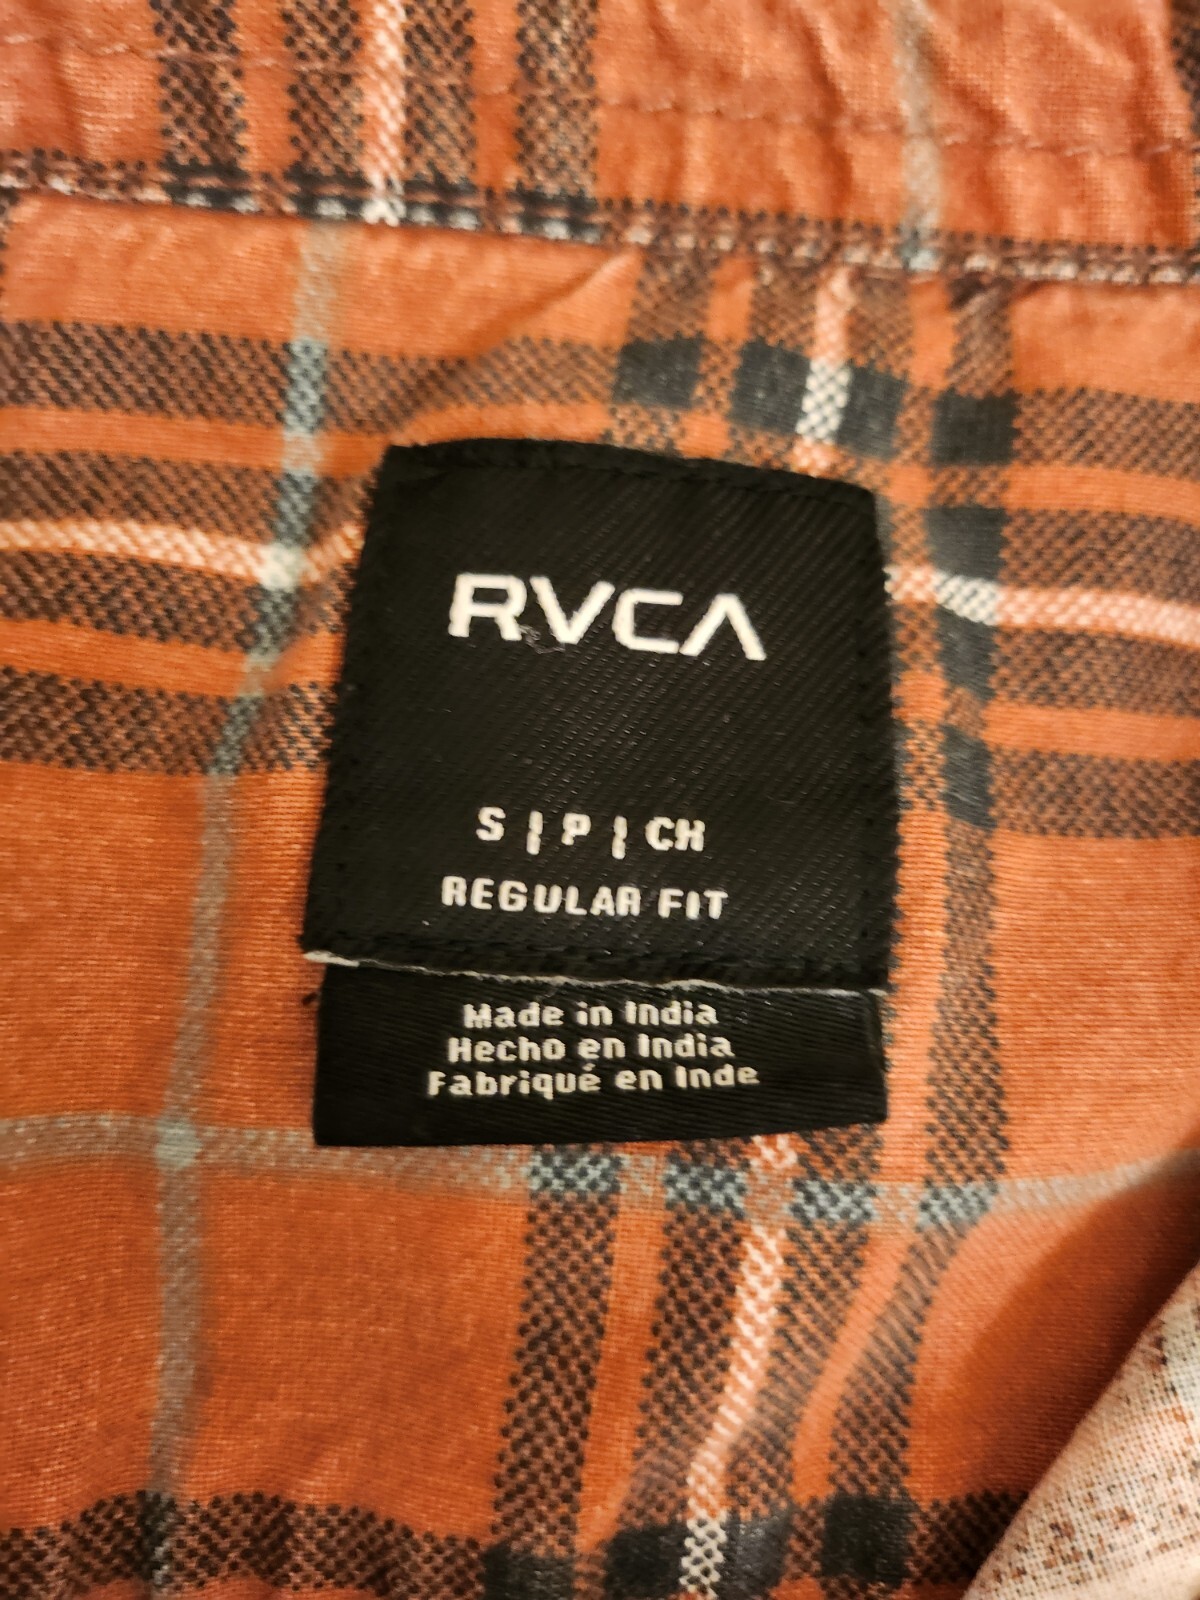 RVCA
S | P | CH
REGULAR FIT
Made in India
Hecho en India
Fabriqué en Inde